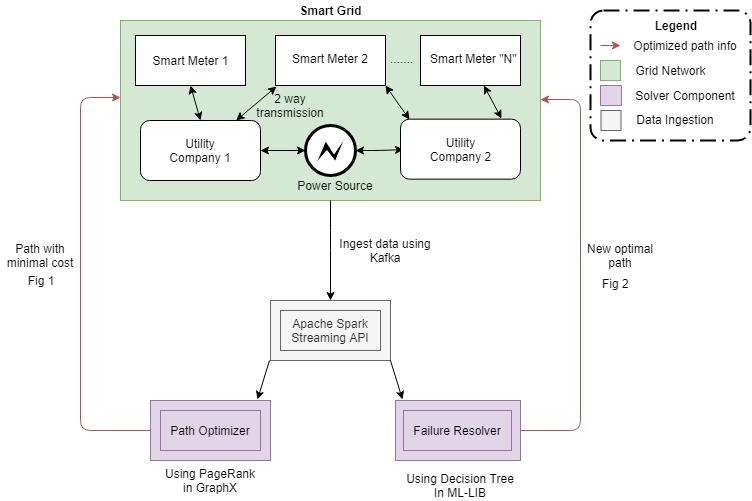 Smart Grid
Smart Meter 1
Smart Meter 2
.......
Smart Meter "N"
2 way
transmission
Utility
Company 1
Utility
Company 2
Power Source
Legend
Optimized path info
Grid Network
Solver Component
Data Ingestion
Path with
minimal cost
Fig 1
Ingest data using
Kafka
New optimal
path
Fig 2
Apache Spark
Streaming API
Path Optimizer
Failure Resolver
Using PageRank
in GraphX
Using Decision Tree
In ML-LIB